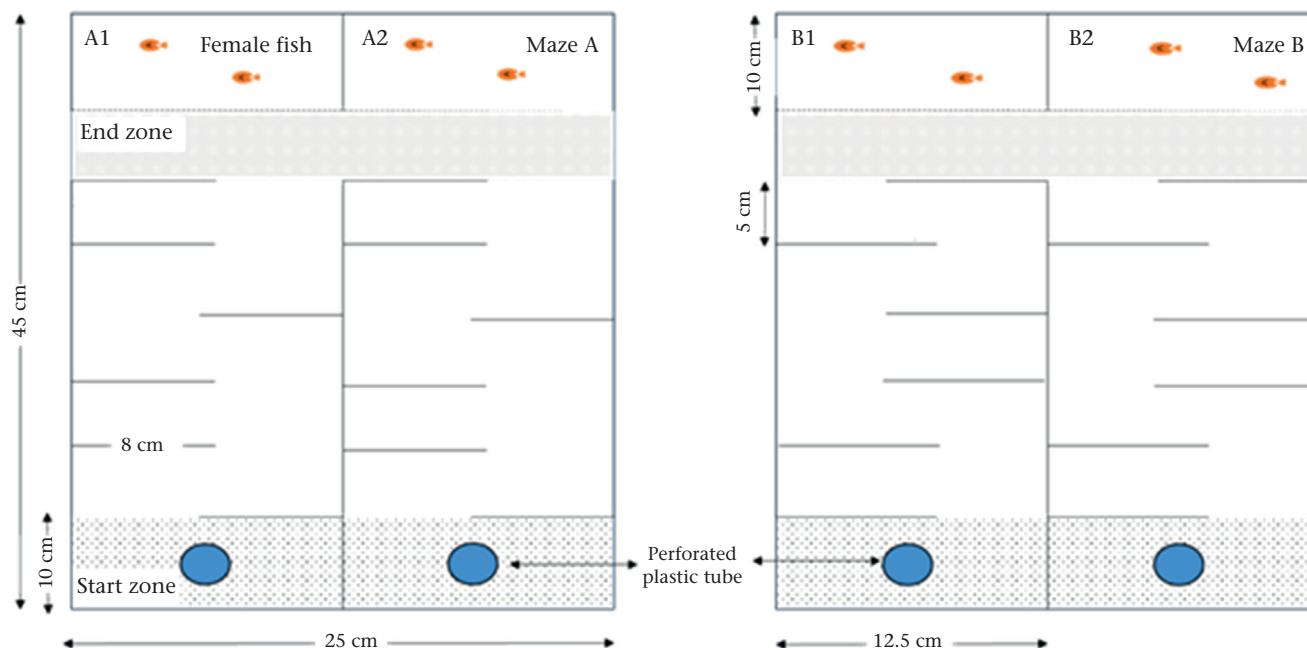 A1
Female fish
A2
Maze A
B1
B2
Maze B
10 cm
End zone
5 cm
45 cm
8 cm
10 cm
Start zone
Perforated
plastic tube
25 cm
12.5 cm